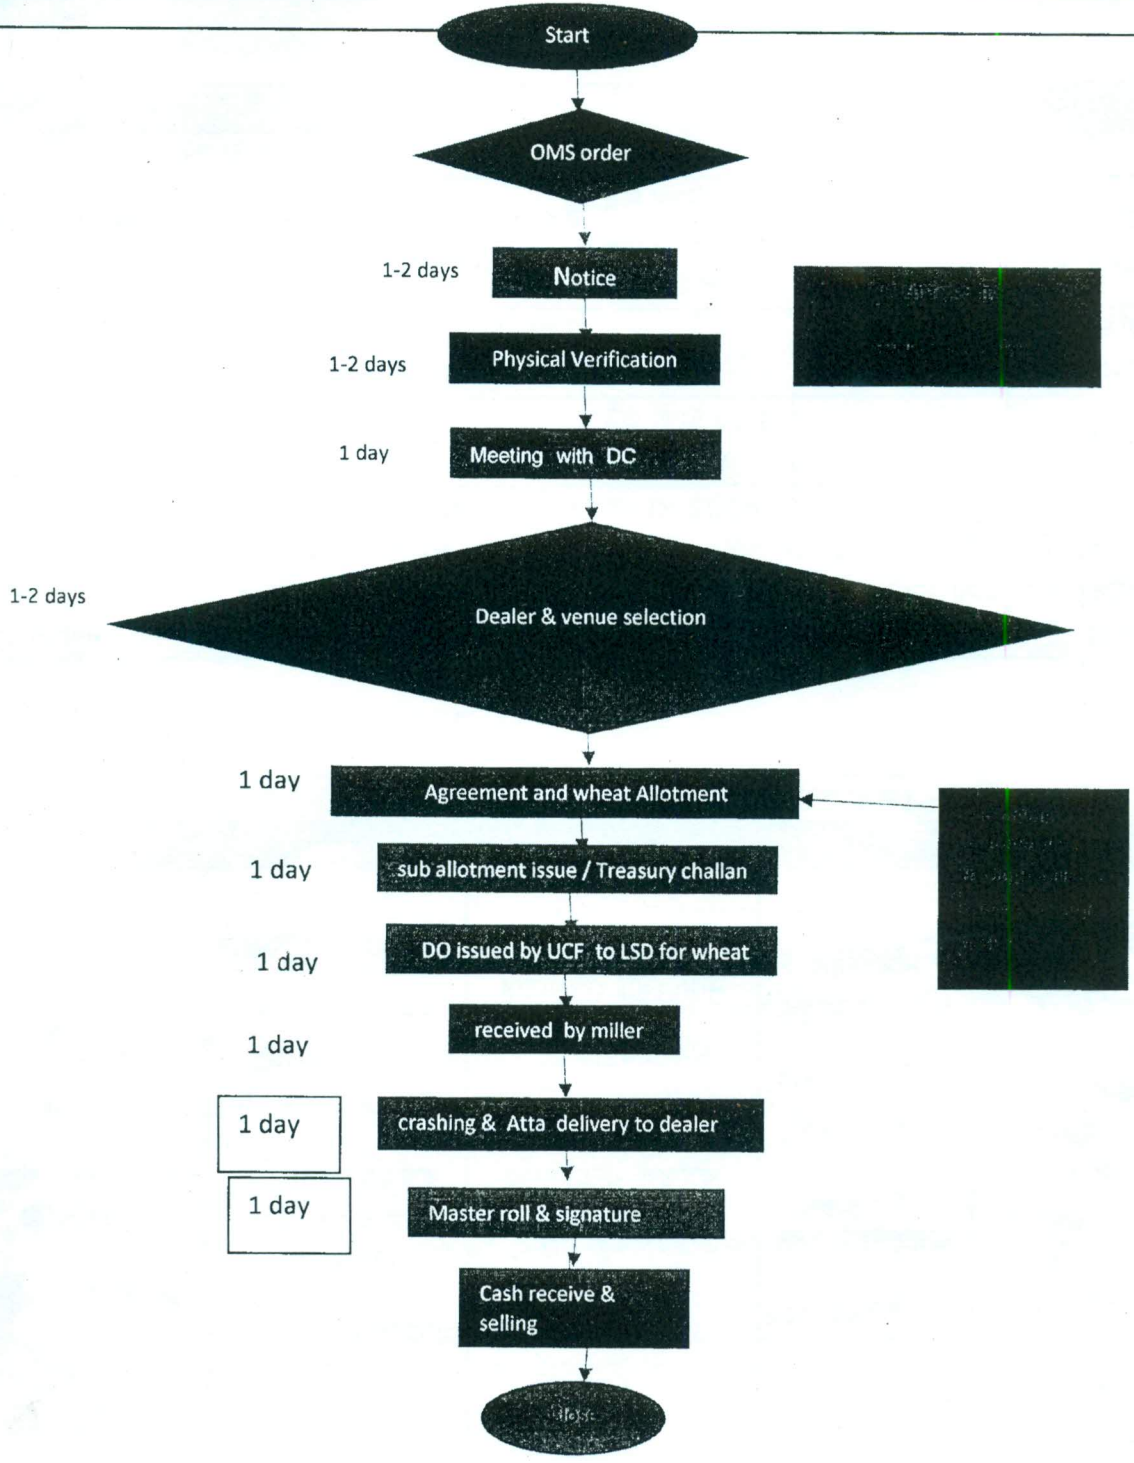 Start
OMS order
1-2 days
Notice
1-2 days
Physical Verification
1 day
Meeting with DC
1-2 days
Dealer & venue selection
1 day
Agreement and wheat Allotment
1 day
sub allotment issue / Treasury challan
1 day
DO issued by UCF to LSD for wheat
1 day
received by miller
1 day
crashing & Atta delivery to dealer
1 day
Master roll & signature
Cash receive &
selling